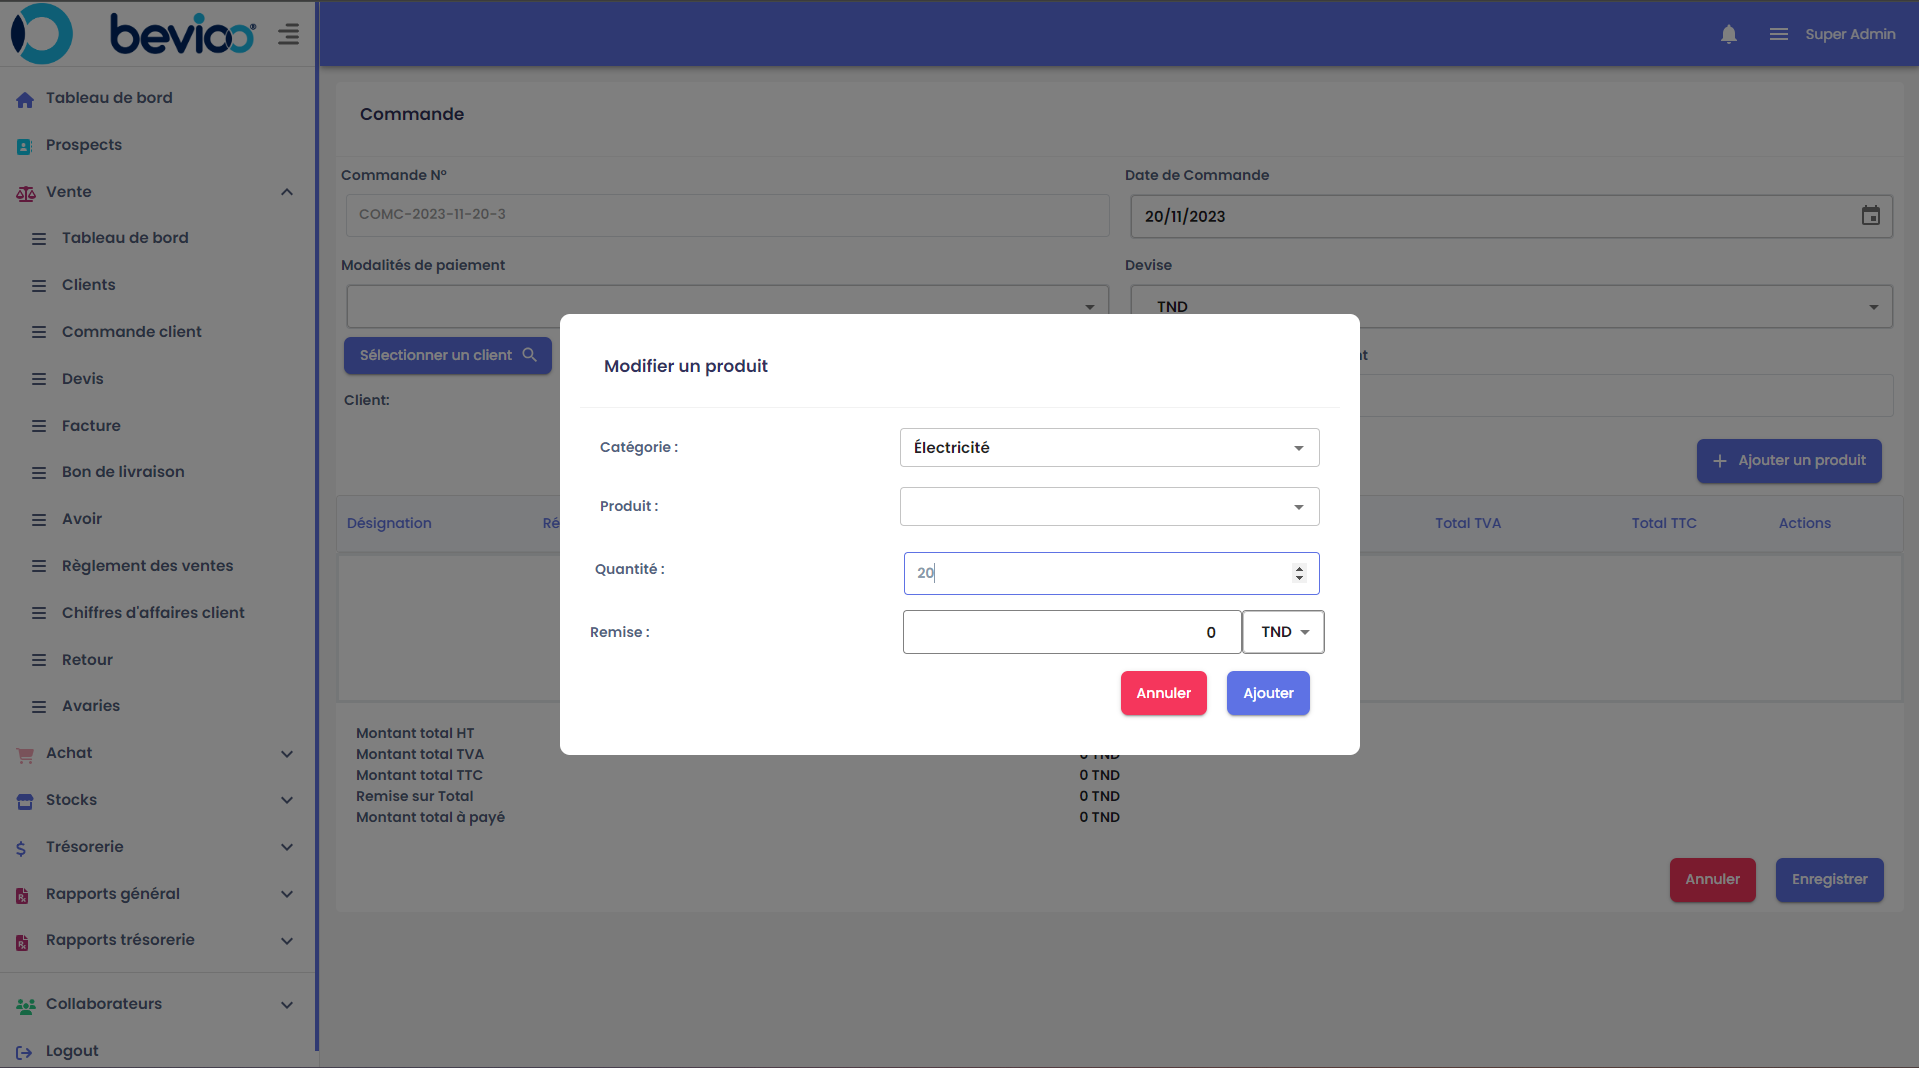 bevioo®
Super Admin
Tableau de bord
Prospects
Vente
Tableau de bord
Clients
Commande client
Devis
Facture
Bon de livraison
Avoir
Règlement des ventes
Chiffres d'affaires client
Retour
Avaries
Achat
Stocks
Trésorerie
Rapports général
Rapports trésorerie
Collaborateurs
Logout
Commande
Commande N°
Date de Commande
COMC-2023-11-20-3
20/11/2023
Modalités de paiement
Devise
TND
Sélectionner un client
nt
Client:
Ajouter un produit
Désignation
Ré
Total TVA
Total TTC
Actions
Modifier un produit
Catégorie :
Électricité
Produit :
Quantité :
20
Remise :
0
TND
Annuler
Ajouter
Montant total HT
Montant total TVA
0 TND
Montant total TTC
0 TND
Remise sur Total
0 TND
Montant total à payé
0 TND
Annuler
Enregistrer